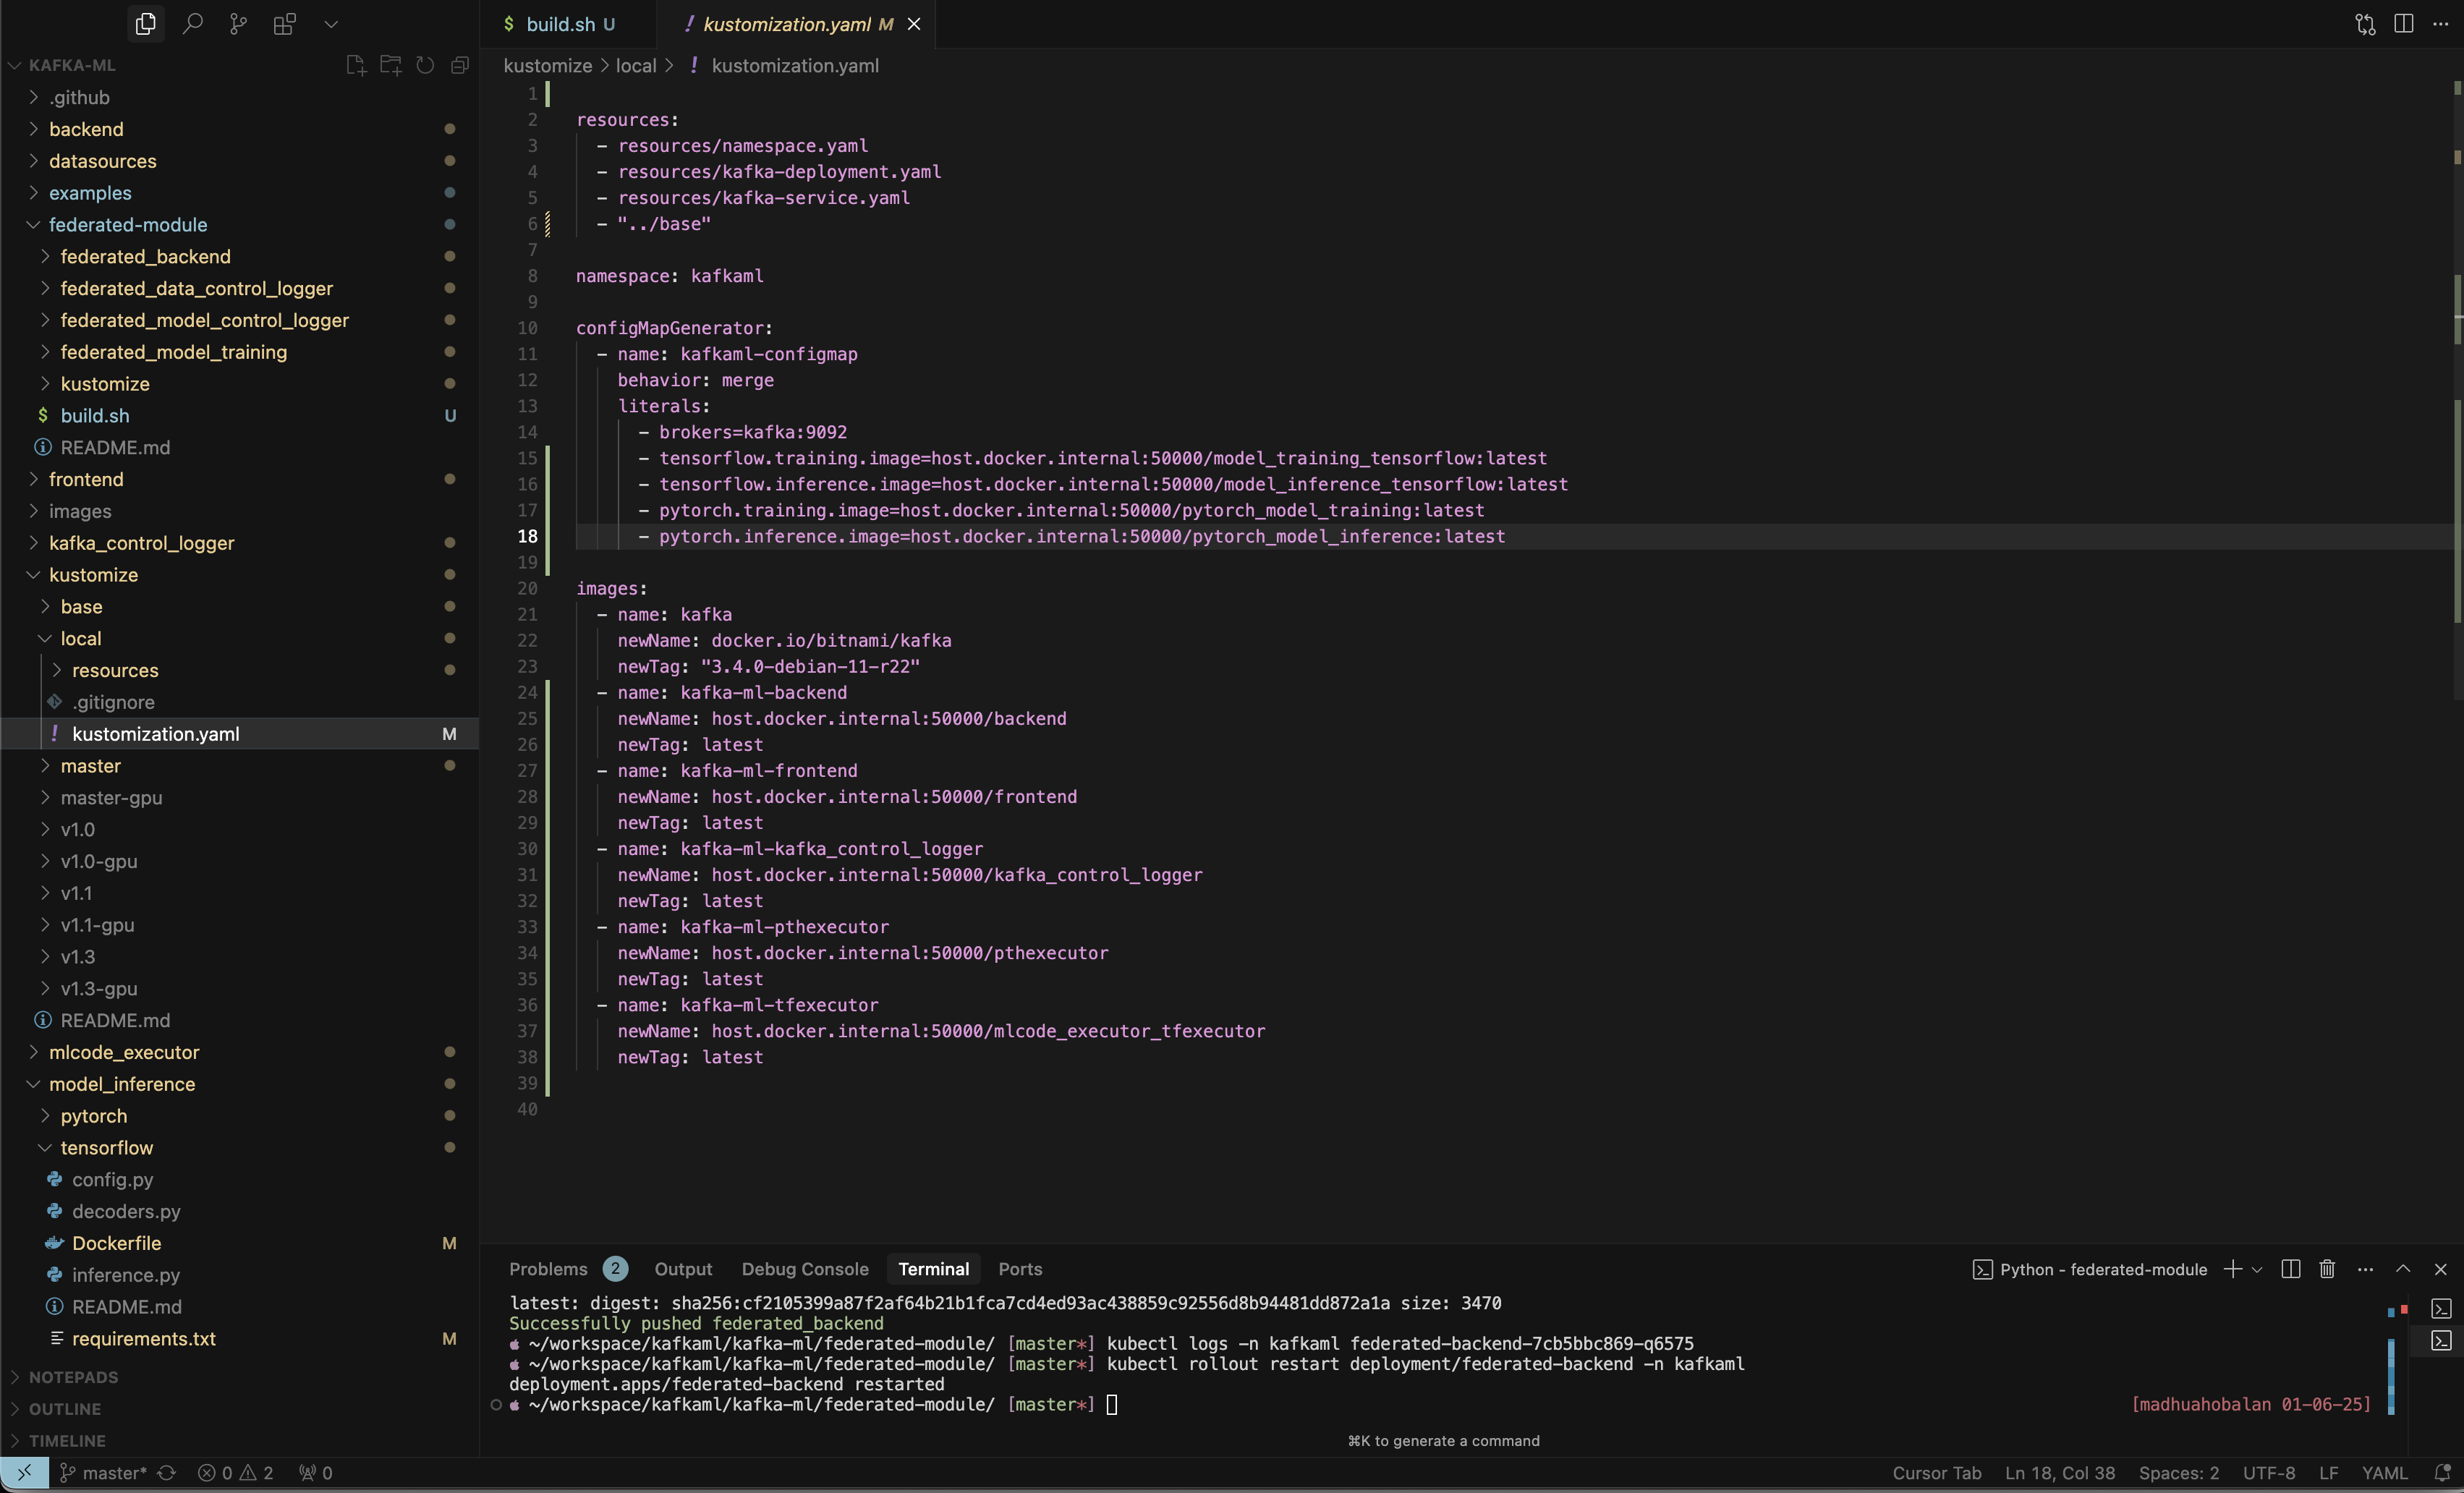 build.sh U
kustomization.yaml M
KAFKA-ML
.github
backend
datasources
examples
federated-module
federated_backend
federated_data_control_logger
federated_model_control_logger
federated_model_training
kustomize
$ build.sh U
README.md
frontend
images
kafka_control_logger
kustomize
base
local
resources
.gitignore
! kustomization.yaml M
master
master-gpu
v1.0
v1.0-gpu
v1.1
v1.1-gpu
v1.3
v1.3-gpu
README.md
mlcode_executor
model_inference
pytorch
tensorflow
config.py
decoders.py
Dockerfile M
inference.py
README.md
requirements.txt M
NOTEPADS
OUTLINE
TIMELINE
kustomize > local > ! kustomization.yaml
1
2 resources:
3 - resources/namespace.yaml
4 - resources/kafka-deployment.yaml
5 - resources/kafka-service.yaml
6 - "../base"
7
8 namespace: kafkaml
9
10 configMapGenerator:
11 - name: kafkaml-configmap
12 behavior: merge
13 literals:
14 - brokers=kafka:9092
15 - tensorflow.training.image=host.docker.internal:50000/model_training_tensorflow:latest
16 - tensorflow.inference.image=host.docker.internal:50000/model_inference_tensorflow:latest
17 - pytorch.training.image=host.docker.internal:50000/pytorch_model_training:latest
18 - pytorch.inference.image=host.docker.internal:50000/pytorch_model_inference:latest
19
20 images:
21 - name: kafka
22 newName: docker.io/bitnami/kafka
23 newTag: "3.4.0-debian-11-r22"
24 - name: kafka-ml-backend
25 newName: host.docker.internal:50000/backend
26 newTag: latest
27 - name: kafka-ml-frontend
28 newName: host.docker.internal:50000/frontend
29 newTag: latest
30 - name: kafka-ml-kafka_control_logger
31 newName: host.docker.internal:50000/kafka_control_logger
32 newTag: latest
33 - name: kafka-ml-pthexecutor
34 newName: host.docker.internal:50000/pthexecutor
35 newTag: latest
36 - name: kafka-ml-tfexecutor
37 newName: host.docker.internal:50000/mlcode_executor_tfexecutor
38 newTag: latest
39
40
Problems 2 Output Debug Console Terminal Ports
Python - federated-module
latest: digest: sha256:cf2105399a87f2af64b21b1fca7cd4ed93ac438859c92556d8b94481dd872a1a size: 3470
Successfully pushed federated_backend
~/workspace/kafkaml/kafka-ml/federated-module/ [master*] kubectl logs -n kafkaml federated-backend-7cb5bbc869-q6575
~/workspace/kafkaml/kafka-ml/federated-module/ [master*] kubectl rollout restart deployment/federated-backend -n kafkaml
deployment.apps/federated-backend restarted
~/workspace/kafkaml/kafka-ml/federated-module/ [master*]
[madhuahobalan 01-06-25]
⌘K to generate a command
master* 0 2 0
Cursor Tab Ln 18, Col 38 Spaces: 2 UTF-8 LF YAML